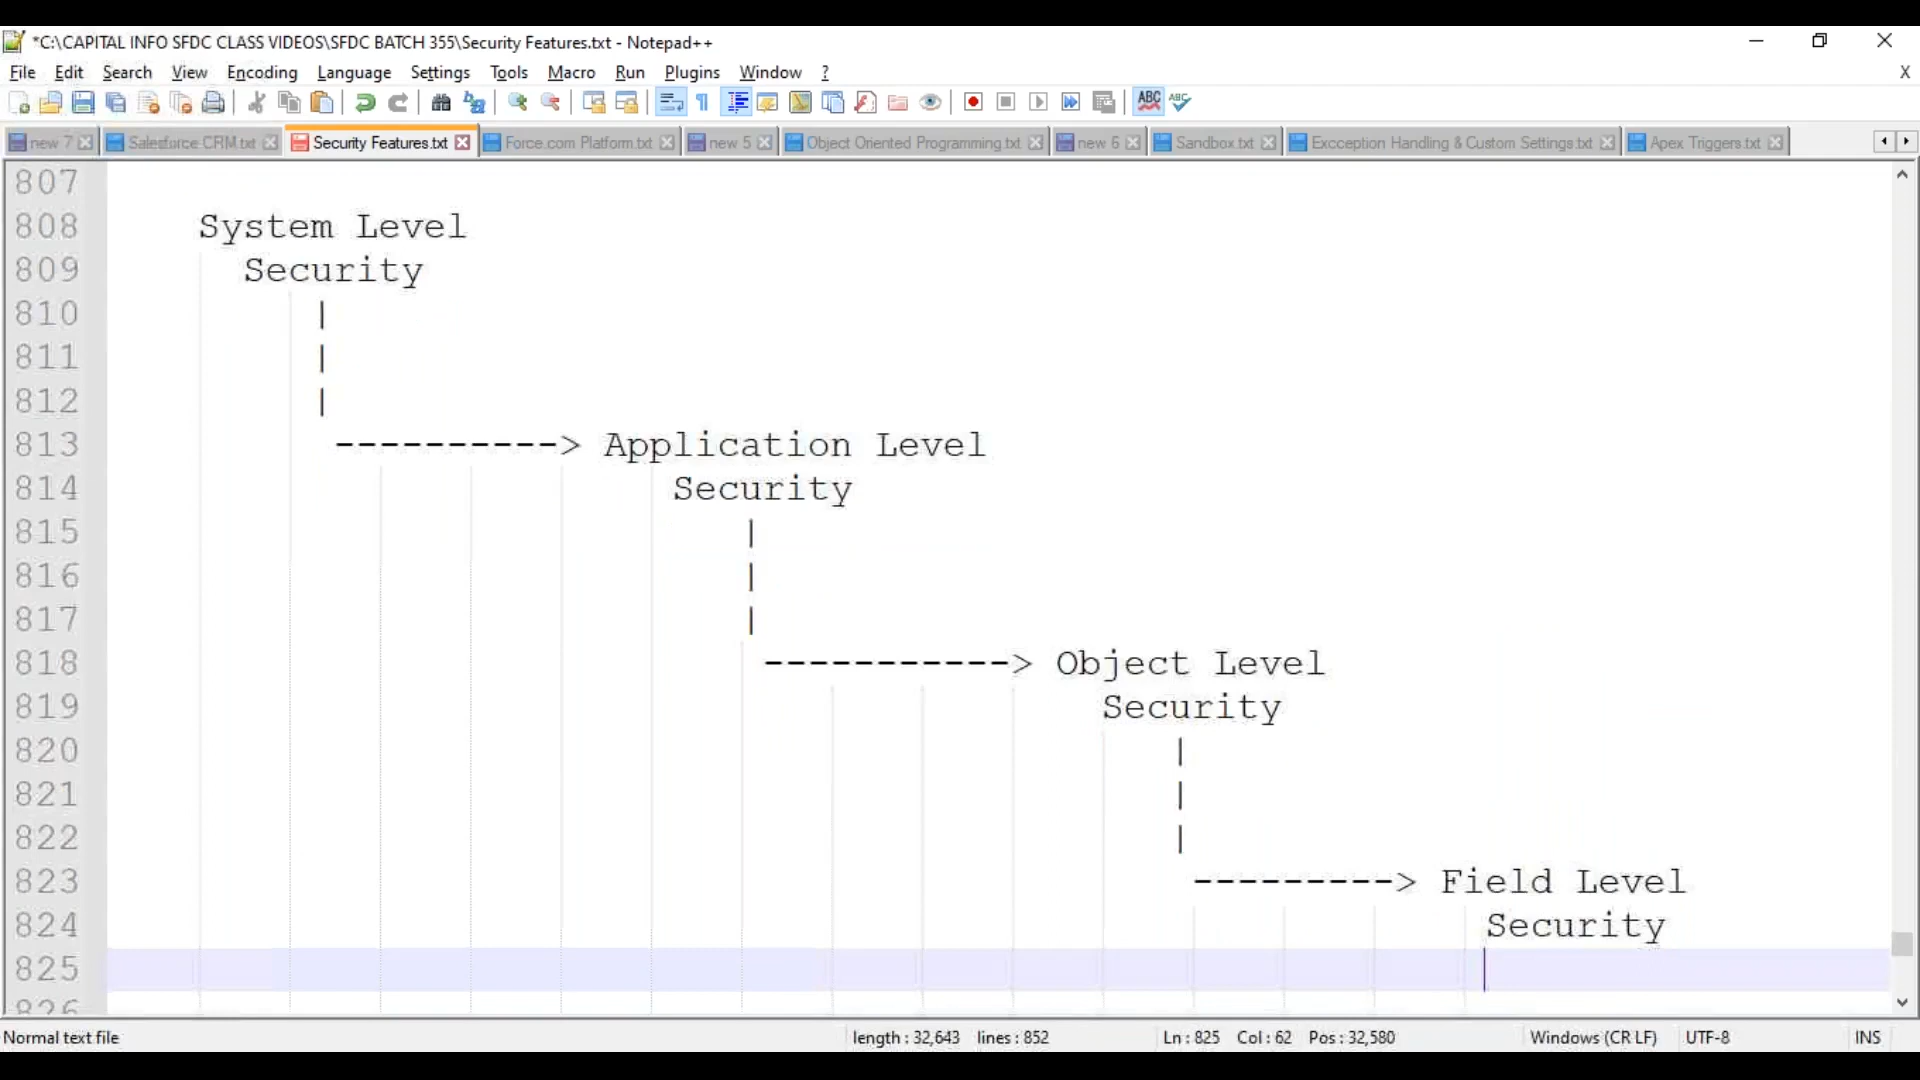 *C:\CAPITAL INFO SFDC CLASS VIDEOS\SFDC BATCH 355\Security Features.txt - Notepad++
File Edit Search View Encoding Language Settings Tools Macro Run Plugins Window ? X
new 7 Salesforce CRM.txt Security Features.txt Force.com Platform.txt new 5 Object Oriented Programming.txt new 6 Sandbox.txt Excception Handling & Custom Settings.txt Apex Triggers.txt
807
808 System Level
809 Security
810 |
811 |
812 |
813 ----------> Application Level
814 Security
815 |
816 |
817 |
818 -----------> Object Level
819 Security
820 |
821 |
822 |
823 ---------> Field Level
824 Security
825
826
Normal text file length : 32,643 lines : 852 Ln : 825 Col : 62 Pos : 32,580 Windows (CR LF) UTF-8 INS